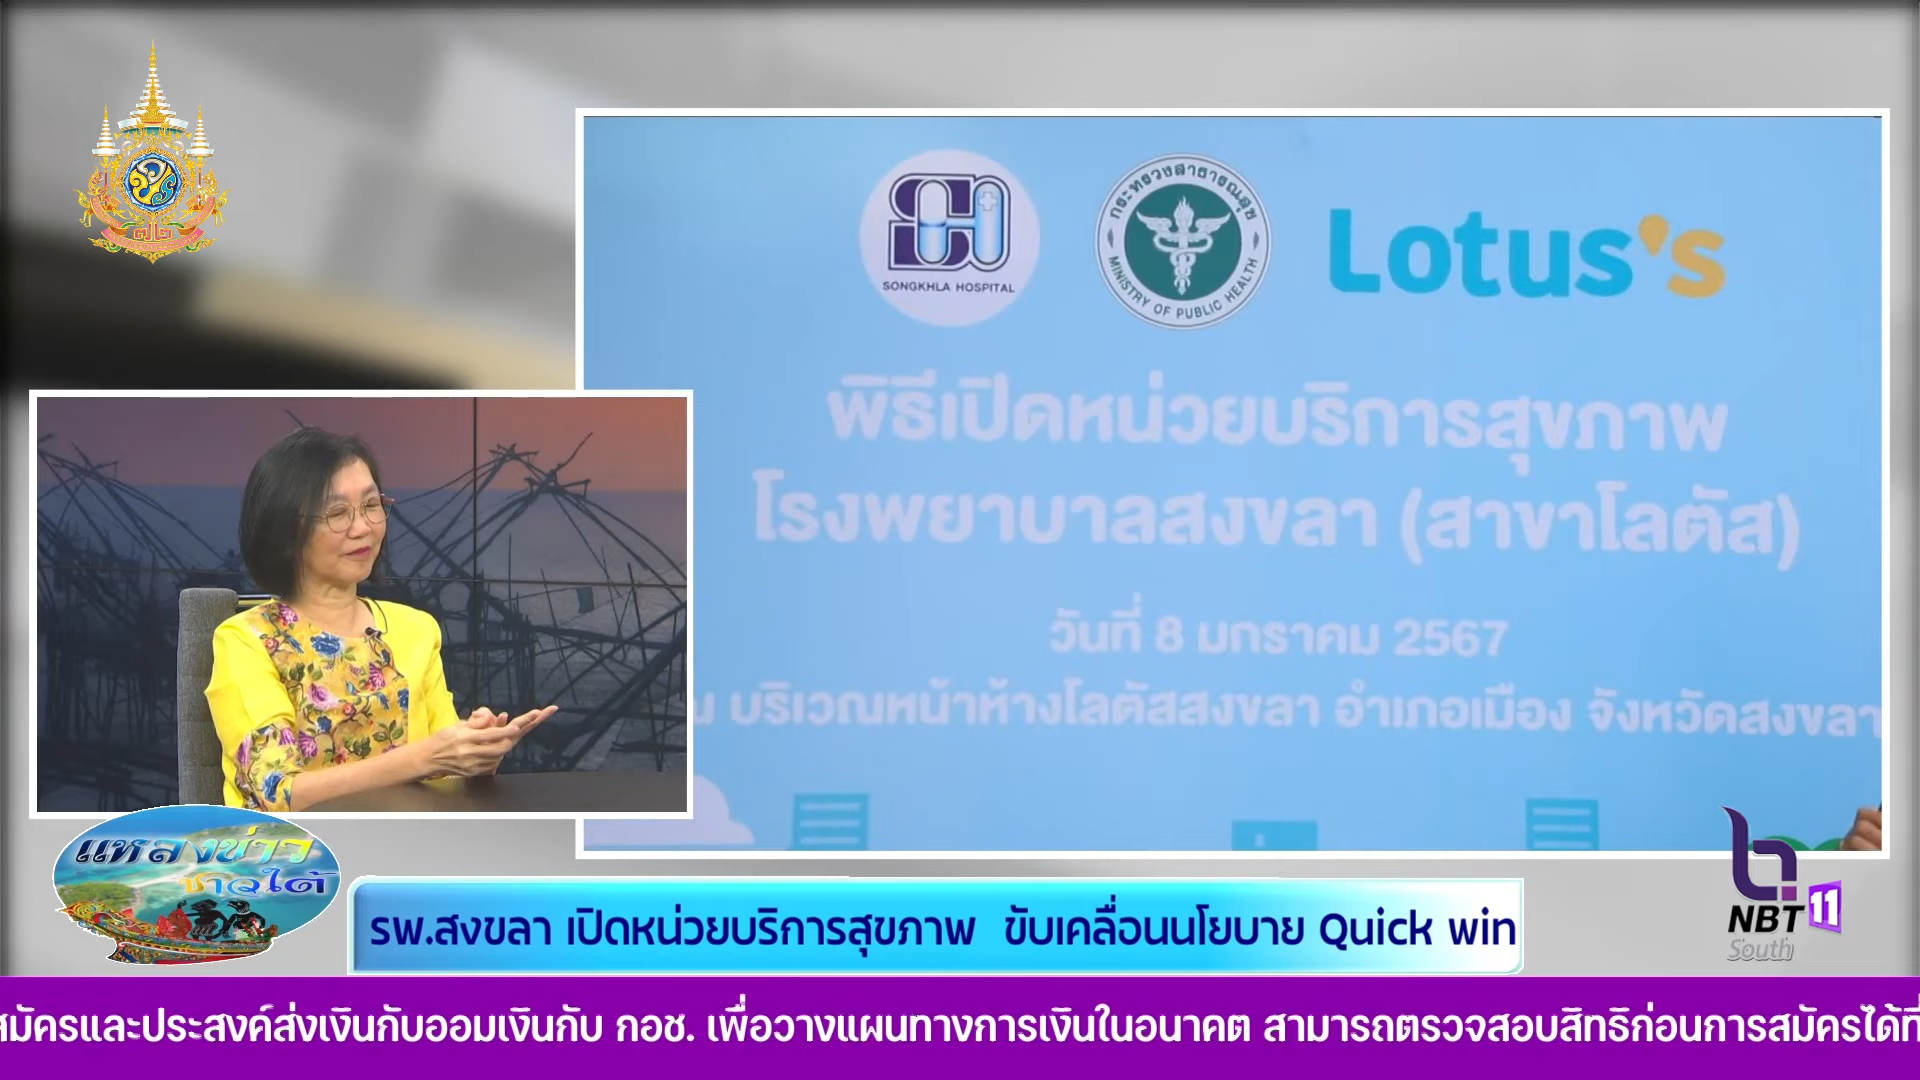 ๗๒
SONGKHLA HOSPITAL
กระทรวงสาธารณสุข
MINISTRY OF PUBLIC HEALTH
Lotus's
พิธีเปิดหน่วยบริการสุขภาพ
โรงพยาบาลสงขลา (สาขาโลตัส)
วันที่ 8 มกราคม 2567
ณ บริเวณหน้าห้างโลตัสสงขลา อำเภอเมือง จังหวัดสงขลา
แหลงข่าว
ชาวใต้
รพ.สงขลา เปิดหน่วยบริการสุขภาพ ขับเคลื่อนนโยบาย Quick win
NBT 11
South
สมัครและประสงค์ส่งเงินกับออมเงินกับ กอช. เพื่อวางแผนทางการเงินในอนาคต สามารถตรวจสอบสิทธิก่อนการสมัครได้ที่